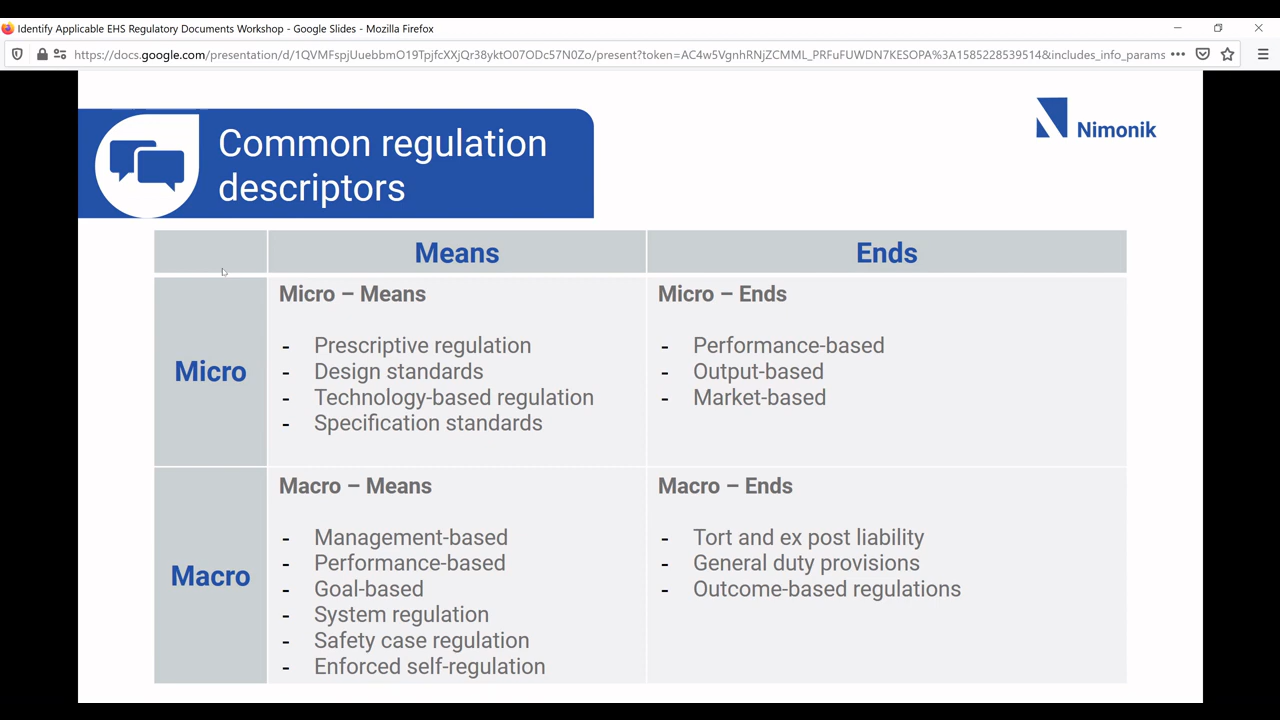 Identify Applicable EHS Regulatory Documents Workshop - Google Slides - Mozilla Firefox
https://docs.google.com/presentation/d/1QVMFspjUuebbmO19TpjfcXXjQr38yktO07ODc57N0Zo/present?token=AC4w5VgnhRNjZCMML_PRFuFUWDN7KESOPA%3A1585228539514&includes_info_params
Common regulation
descriptors
Nimonik
Means
Ends
Micro
Micro – Means
- Prescriptive regulation
- Design standards
- Technology-based regulation
- Specification standards
Micro – Ends
- Performance-based
- Output-based
- Market-based
Macro
Macro – Means
- Management-based
- Performance-based
- Goal-based
- System regulation
- Safety case regulation
- Enforced self-regulation
Macro – Ends
- Tort and ex post liability
- General duty provisions
- Outcome-based regulations